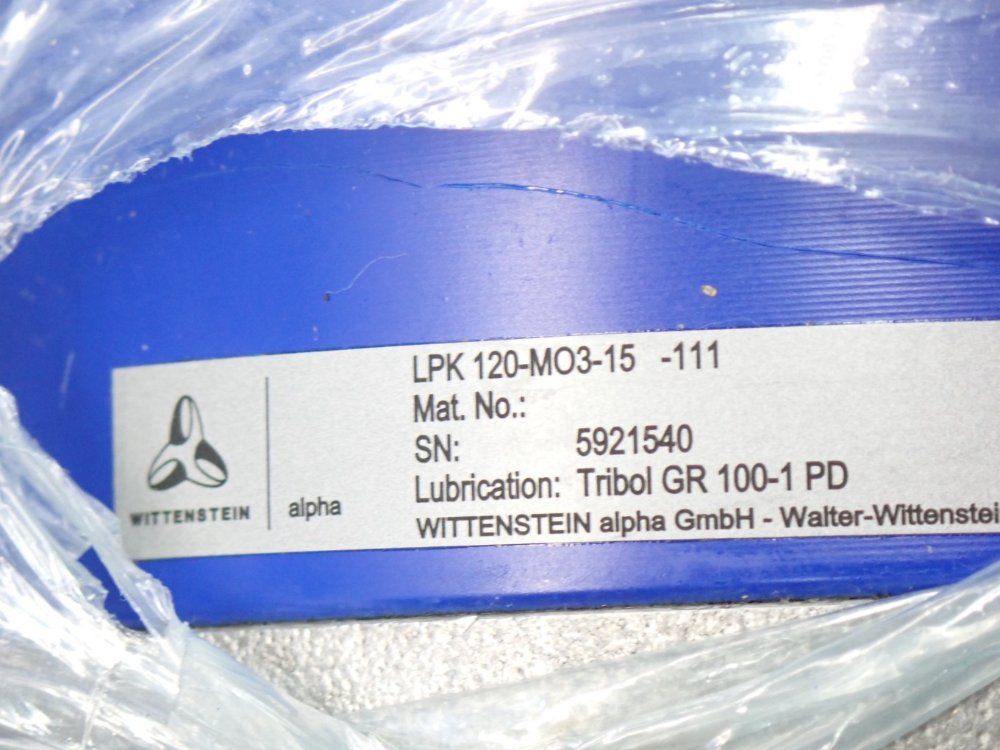 LPK 120-MO3-15 -111
Mat. No.:
SN: 5921540
Lubrication: Tribol GR 100-1 PD
WITTENSTEIN alpha GmbH - Walter-Wittenstei
WITTENSTEIN
alpha